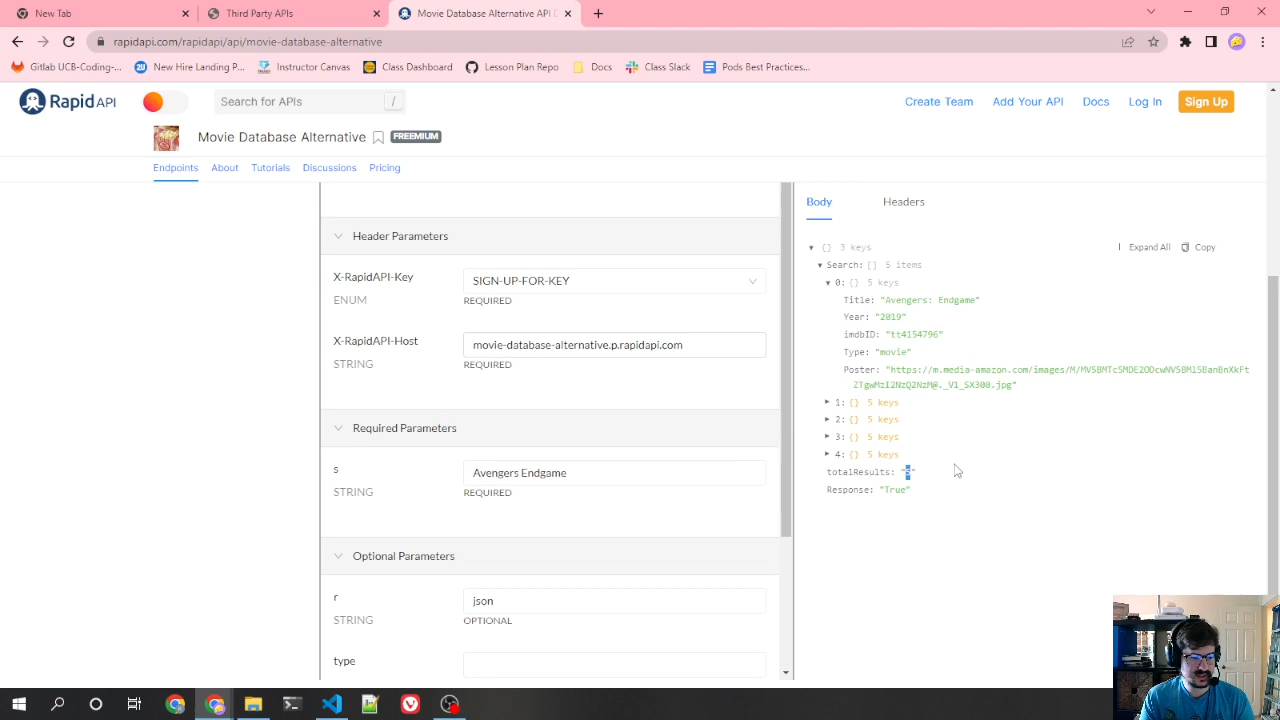 New Tab
Third Party APIs
Movie Database Alternative API D
rapidapi.com/rapidapi/api/movie-database-alternative
Gitlab UCB-Coding...
New Hire Landing P...
Instructor Canvas
Class Dashboard
Lesson Plan Repo
Docs
Class Slack
Pods Best Practices...
Rapid API
Search for APIs
/
Create Team
Add Your API
Docs
Log In
Sign Up
Movie Database Alternative
FREEMIUM
Endpoints
About
Tutorials
Discussions
Pricing
Header Parameters
X-RapidAPI-Key
SIGN-UP-FOR-KEY
ENUM
REQUIRED
X-RapidAPI-Host
movie-database-alternative.p.rapidapi.com
STRING
REQUIRED
Required Parameters
s
Avengers Endgame
STRING
REQUIRED
Optional Parameters
r
json
STRING
OPTIONAL
type
Body
Headers
{} 3 keys
Expand All
Copy
Search: [] 5 items
0: {} 5 keys
Title: "Avengers: Endgame"
Year: "2019"
imdbID: "tt4154796"
Type: "movie"
1: {} 5 keys
2: {} 5 keys
3: {} 5 keys
4: {} 5 keys
totalResults: "5"
Response: "True"